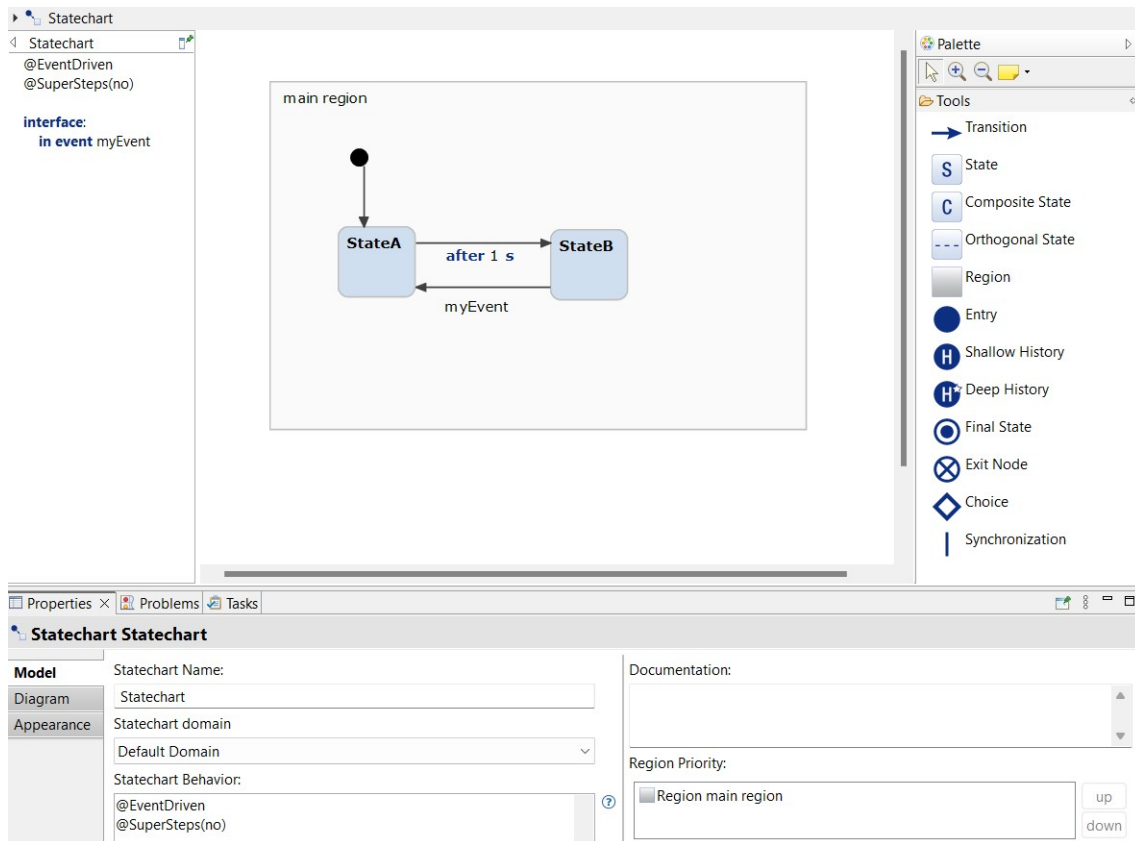 Statechart
Statechart
@EventDriven
@SuperSteps(no)
interface:
in event myEvent
main region
StateA
after 1 s
StateB
myEvent
Palette
Tools
Transition
S State
C Composite State
Orthogonal State
Region
Entry
H Shallow History
H Deep History
Final State
Exit Node
Choice
Synchronization
Properties Problems Tasks
Statechart Statechart
Model
Diagram
Appearance
Statechart Name:
Statechart
Statechart domain
Default Domain
Statechart Behavior:
@EventDriven
@SuperSteps(no)
?
Documentation:
Region Priority:
Region main region
up
down